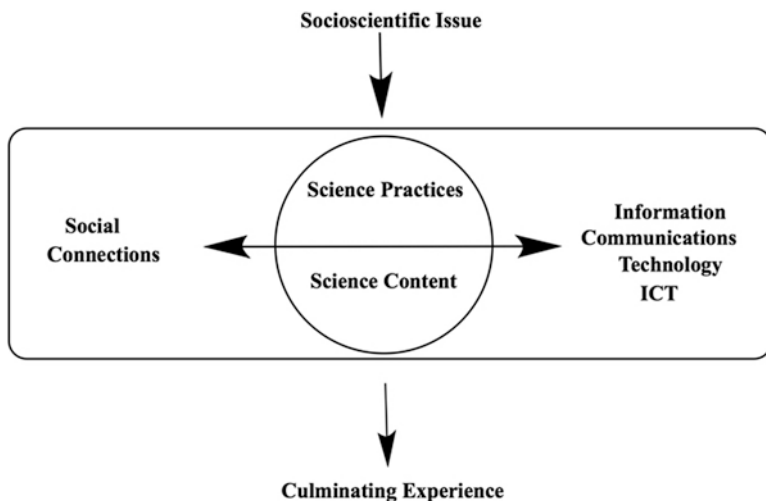 Socioscientific Issue
Science Practices
Social
Connections
Information
Communications
Technology
ICT
Science Content
Culminating Experience